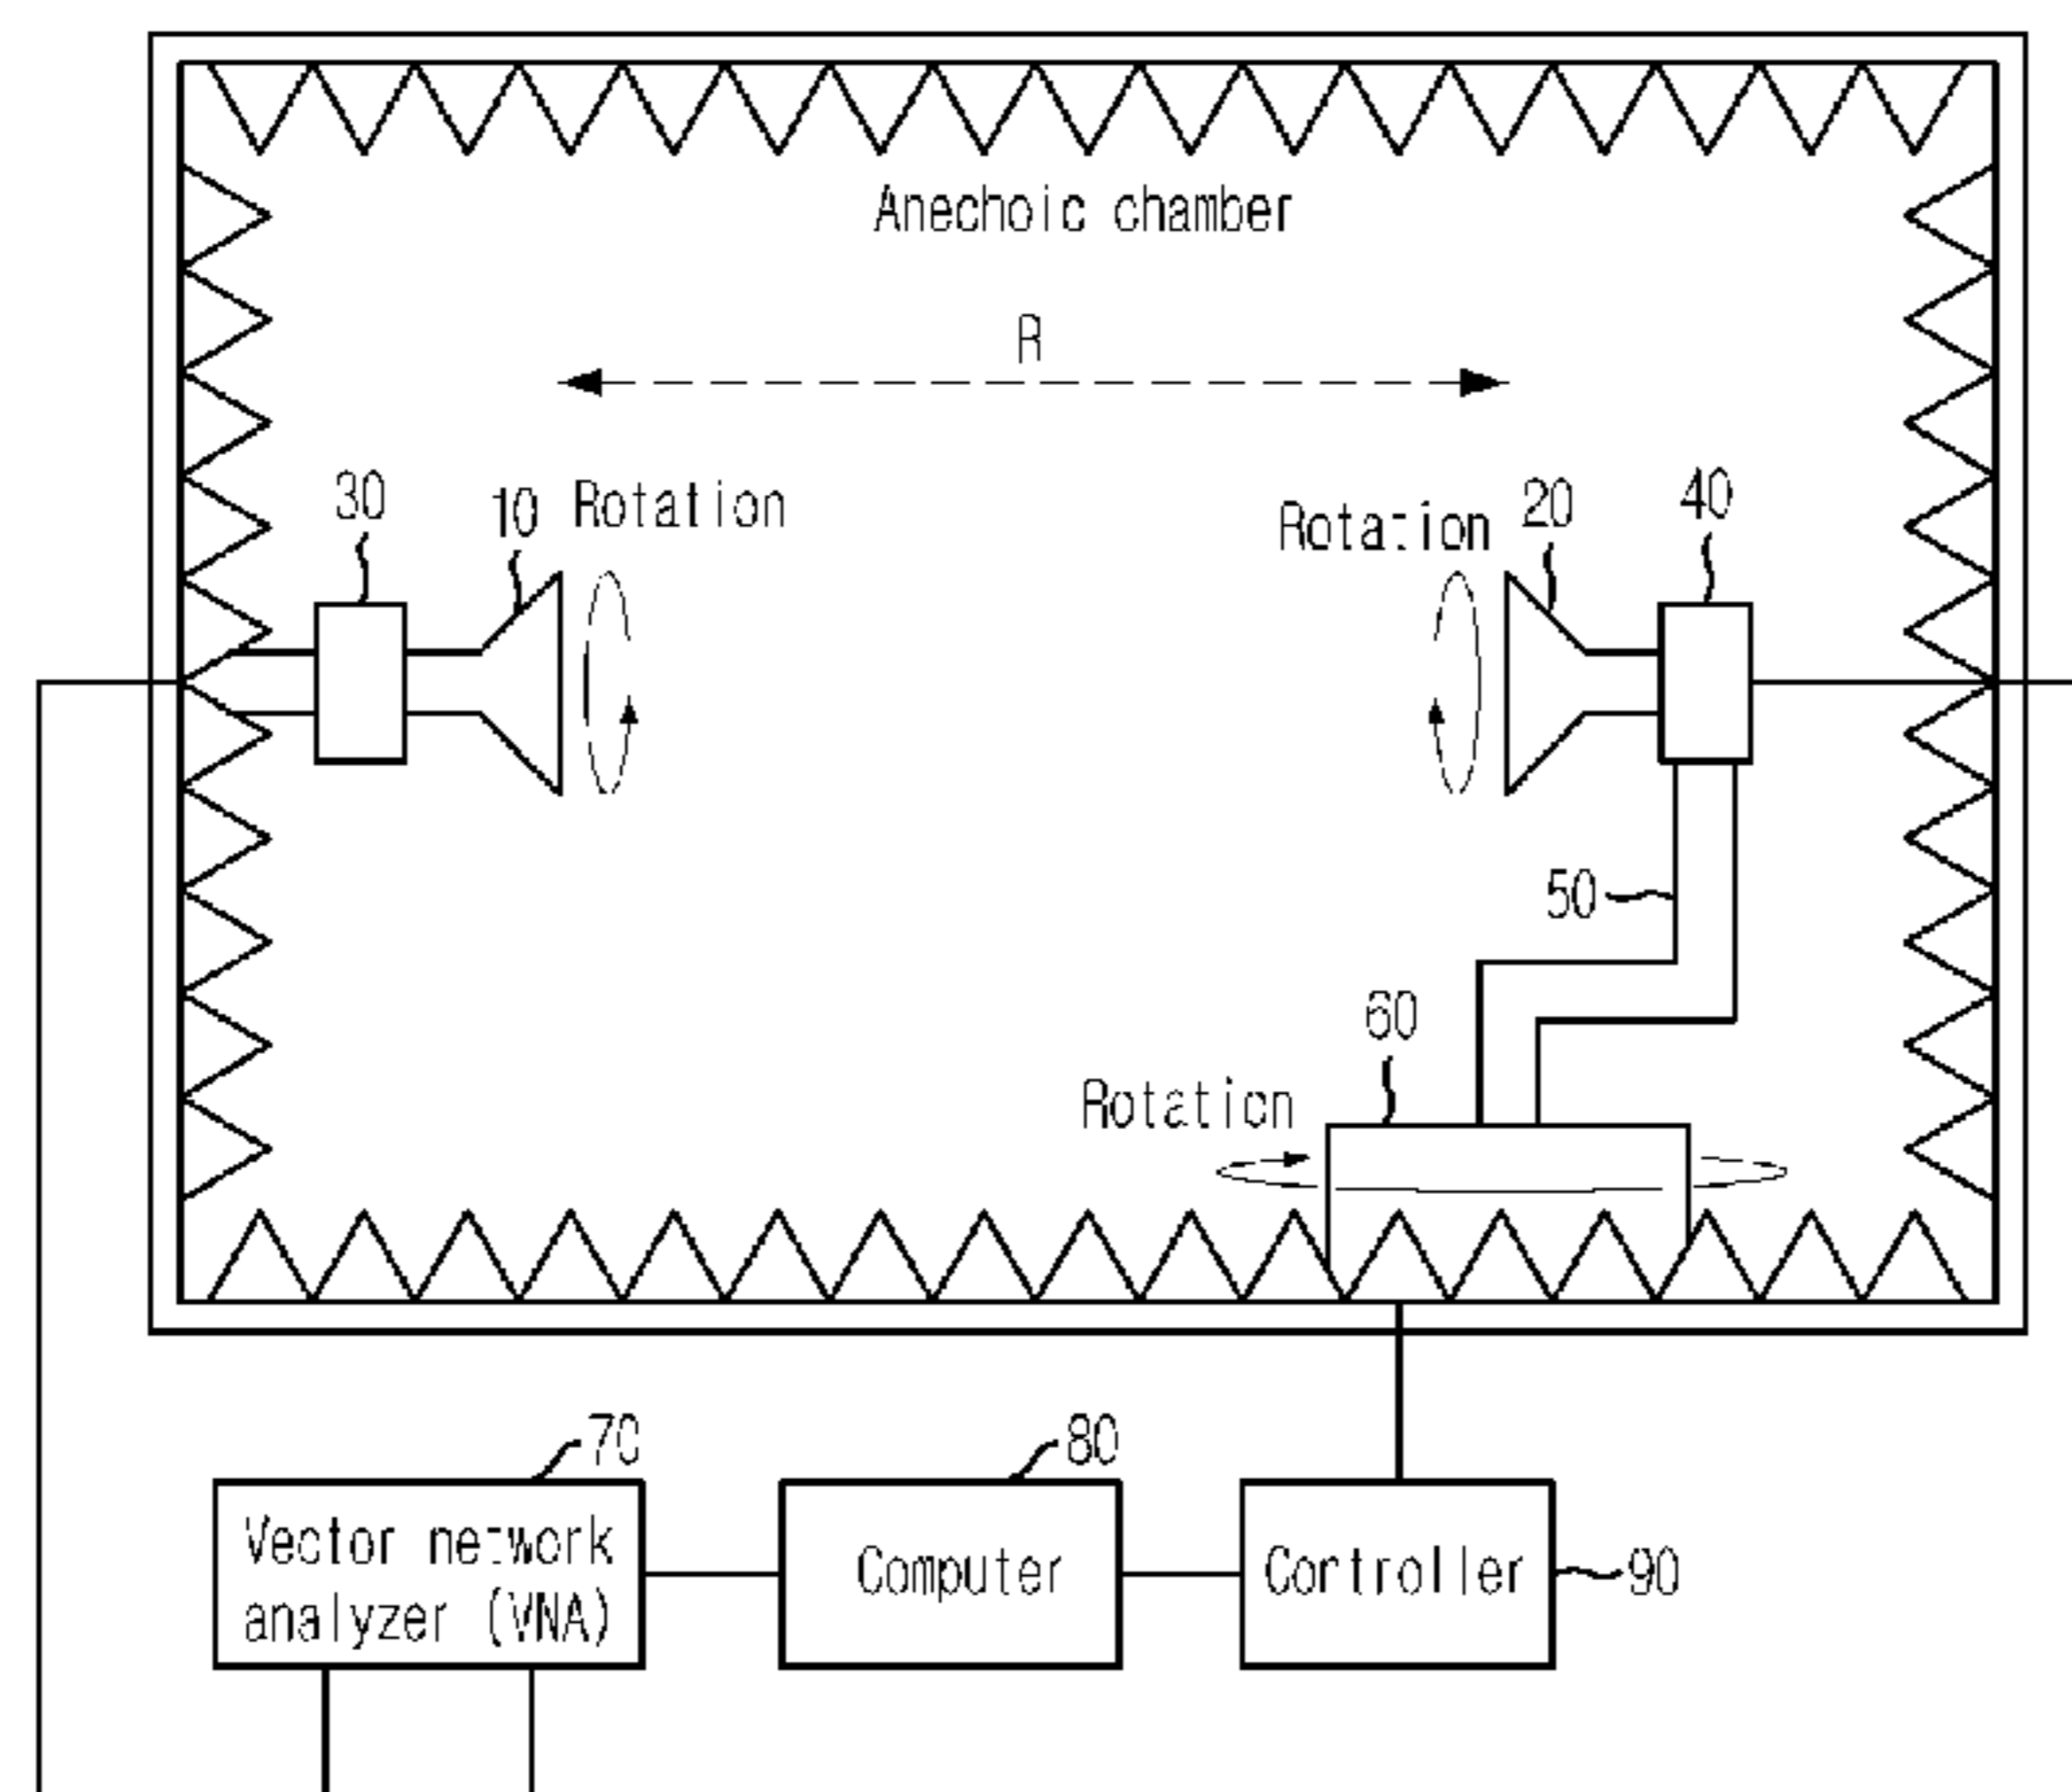 Anechoic chamber
R
30
10
Rotation
Rotation
20
40
50
60
Rotation
70
80
Vector network
analyzer (VNA)
Computer
Controller
90